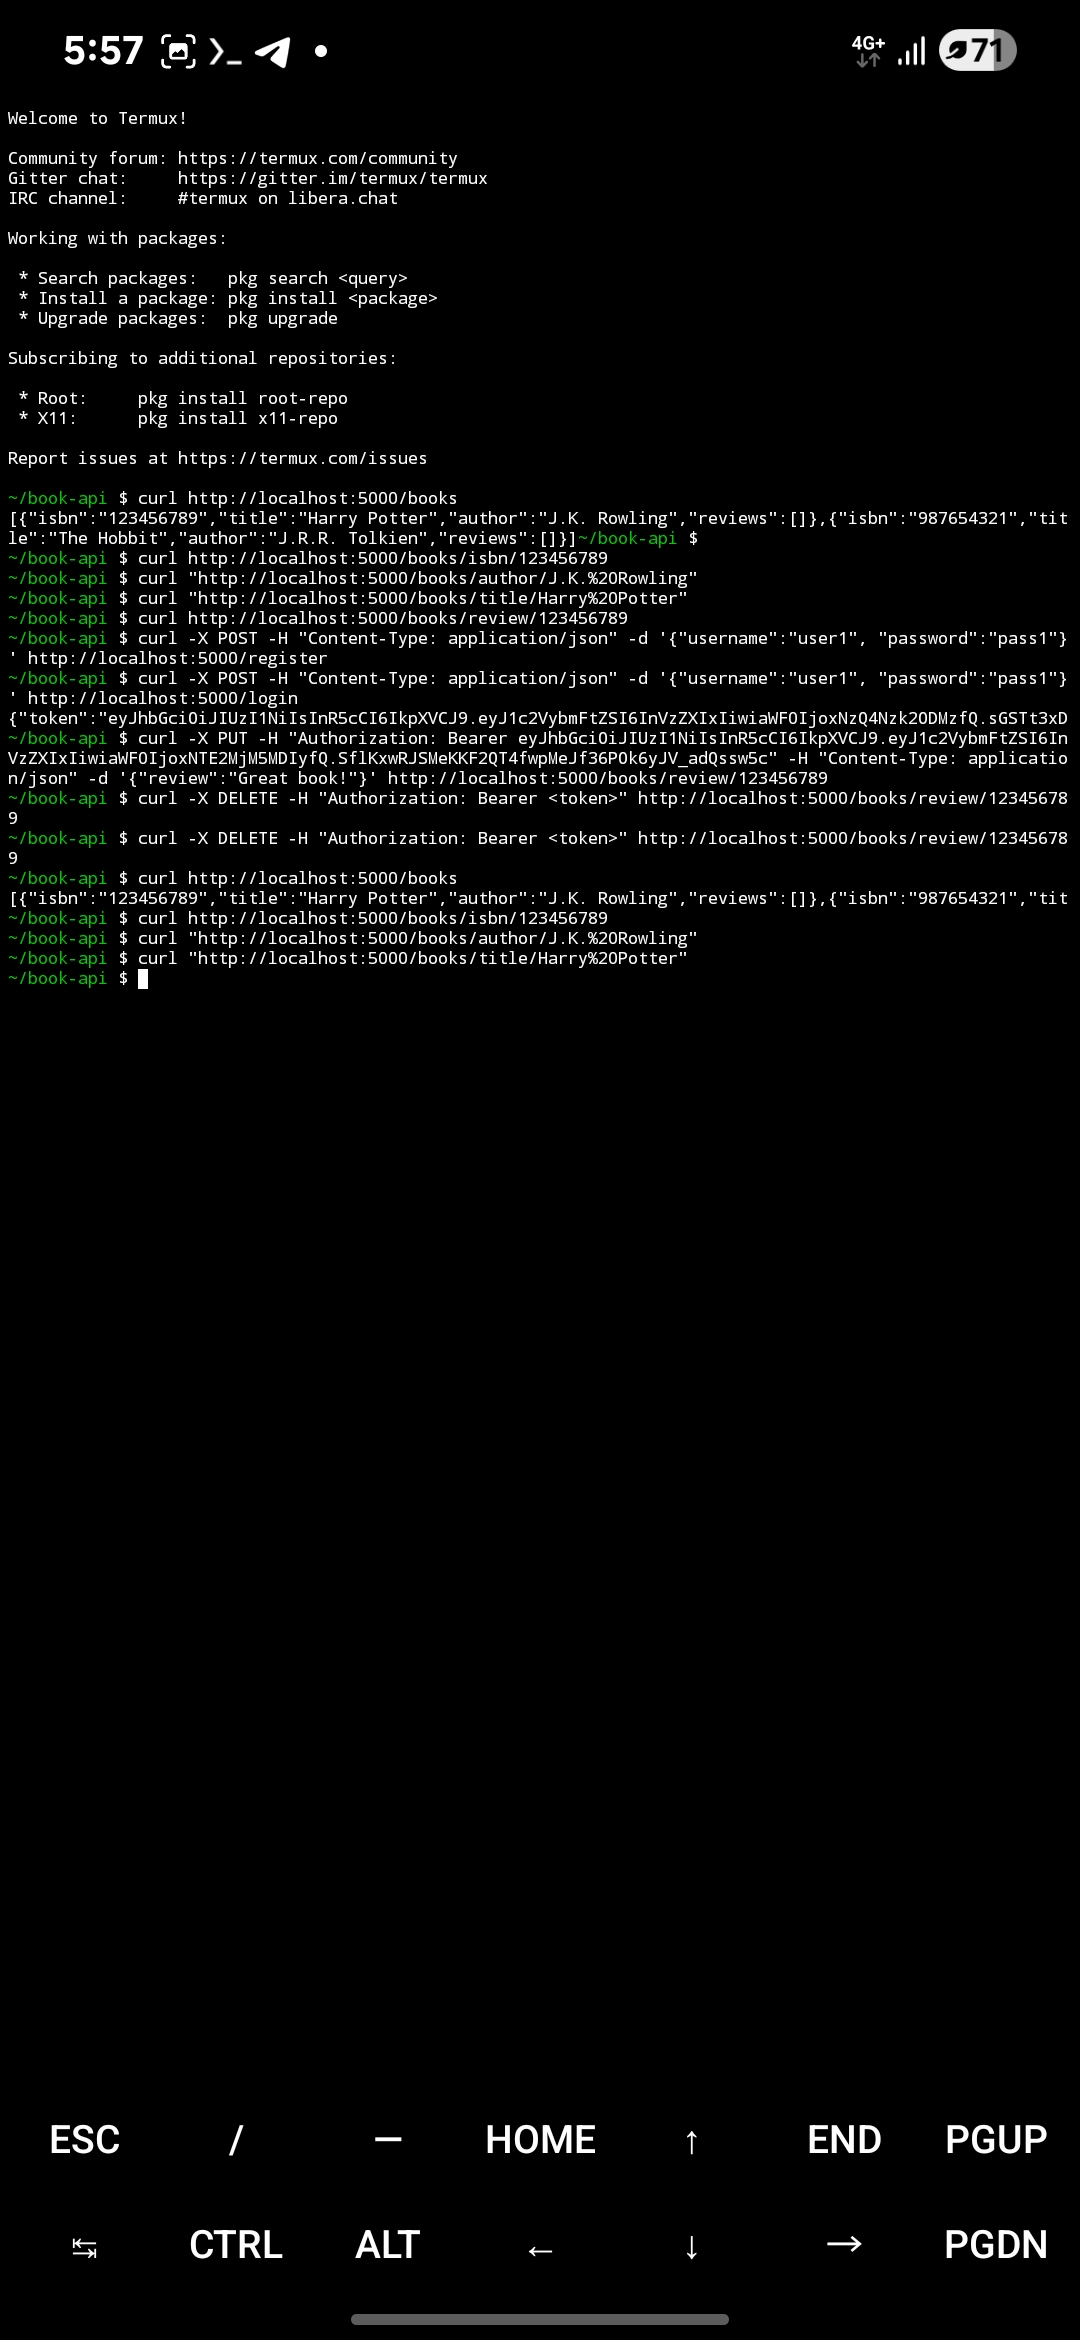 5:57
4G+ 71
Welcome to Termux!
Community forum: https://termux.com/community
Gitter chat:     https://gitter.im/termux/termux
IRC channel:     #termux on libera.chat
Working with packages:
 * Search packages:   pkg search <query>
 * Install a package: pkg install <package>
 * Upgrade packages:  pkg upgrade
Subscribing to additional repositories:
 * Root:     pkg install root-repo
 * X11:      pkg install x11-repo
Report issues at https://termux.com/issues
~/book-api $ curl http://localhost:5000/books
[{"isbn":"123456789","title":"Harry Potter","author":"J.K. Rowling","reviews":[]},{"isbn":"987654321","tit
le":"The Hobbit","author":"J.R.R. Tolkien","reviews":[]}]~/book-api $
~/book-api $ curl http://localhost:5000/books/isbn/123456789
~/book-api $ curl "http://localhost:5000/books/author/J.K.%20Rowling"
~/book-api $ curl "http://localhost:5000/books/title/Harry%20Potter"
~/book-api $ curl http://localhost:5000/books/review/123456789
~/book-api $ curl -X POST -H "Content-Type: application/json" -d '{"username":"user1", "password":"pass1"}
' http://localhost:5000/register
~/book-api $ curl -X POST -H "Content-Type: application/json" -d '{"username":"user1", "password":"pass1"}
' http://localhost:5000/login
{"token":"eyJhbGciOiJIUzI1NiIsInR5cCI6IkpXVCJ9.eyJ1c2VybmFtZSI6InVzZXIxIiwiaWF0IjoxNzQ4Nzk2ODMzfQ.sGSTt3xD
~/book-api $ curl -X PUT -H "Authorization: Bearer eyJhbGciOiJIUzI1NiIsInR5cCI6IkpXVCJ9.eyJ1c2VybmFtZSI6In
VzZXIxIiwiaWF0IjoxNTE2MjM5MDIyfQ.SflKxwRJSMeKKF2QT4fwpMeJf36POk6yJV_adQssw5c" -H "Content-Type: applicatio
n/json" -d '{"review":"Great book!"}' http://localhost:5000/books/review/123456789
~/book-api $ curl -X DELETE -H "Authorization: Bearer <token>" http://localhost:5000/books/review/12345678
9
~/book-api $ curl -X DELETE -H "Authorization: Bearer <token>" http://localhost:5000/books/review/12345678
9
~/book-api $ curl http://localhost:5000/books
[{"isbn":"123456789","title":"Harry Potter","author":"J.K. Rowling","reviews":[]},{"isbn":"987654321","tit
~/book-api $ curl http://localhost:5000/books/isbn/123456789
~/book-api $ curl "http://localhost:5000/books/author/J.K.%20Rowling"
~/book-api $ curl "http://localhost:5000/books/title/Harry%20Potter"
~/book-api $
ESC / — HOME ↑ END PGUP
↹ CTRL ALT ← ↓ → PGDN